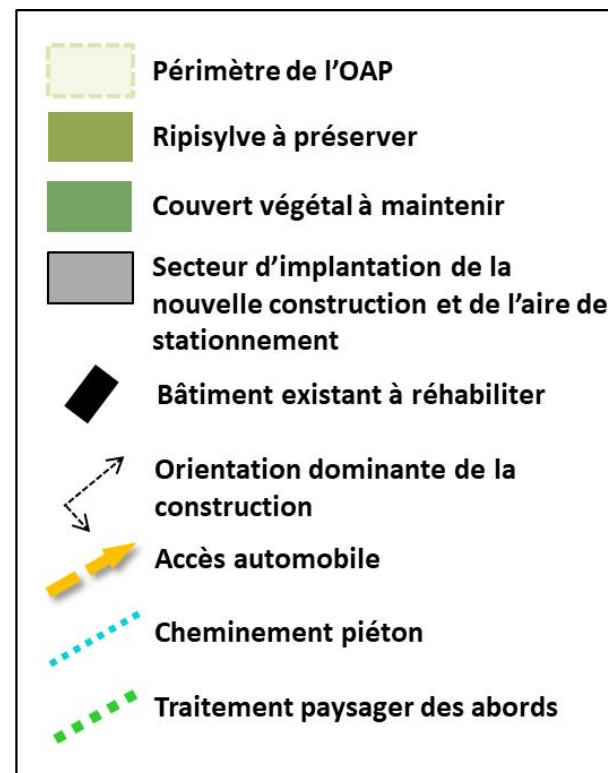 Périmètre de l’OAP
Ripisylve à préserver
Couvert végétal à maintenir
Secteur d’implantation de la
nouvelle construction et de l’aire de
stationnement
Bâtiment existant à réhabiliter
Orientation dominante de la
construction
Accès automobile
Cheminement piéton
Traitement paysager des abords